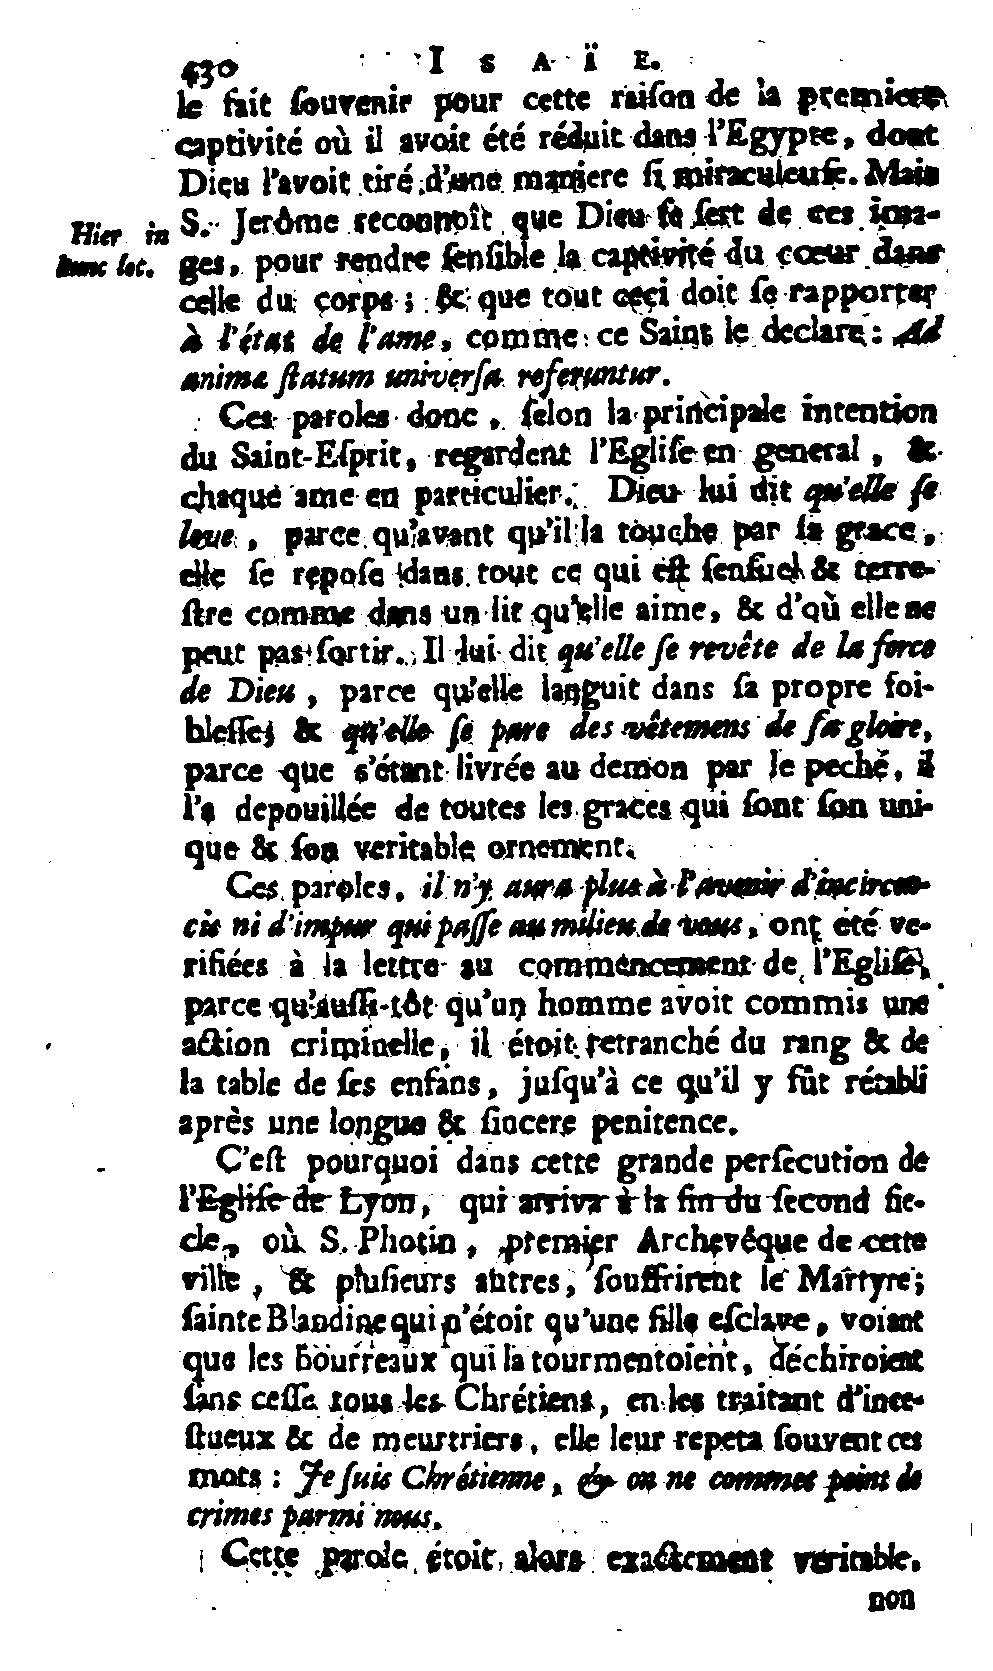 430 ISAÏE.
le fait ſouvenir pour cette raiſon de la premiere
captivité où il avoit été réduit dans l'Egypte, dont
Dieu l'avoit tiré d'une maniere ſi miraculeuſe. Mais
S. Jerôme reconnoît que Dieu ſe ſert de ces ima-
Hier in
hunc loc.
ges, pour rendre ſenſible la captivité du cœur dans
celle du corps; & que tout ceci doit ſe rapporter
à l'état de l'ame, comme ce Saint le declare: Ad
animæ ſtatum univerſa referuntur.
Ces paroles donc, ſelon la principale intention
du Saint-Eſprit, regardent l'Egliſe en general, &
chaque ame en particulier. Dieu lui dit qu'elle ſe
leve, parce qu'avant qu'il la touche par ſa grace,
elle ſe repoſe dans tout ce qui eſt ſenſuel & terre-
ſtre comme dans un lit qu'elle aime, & d'où elle ne
peut pas ſortir. Il lui dit qu'elle ſe revête de la force
de Dieu, parce qu'elle languit dans ſa propre foi-
bleſſe; & qu'elle ſe pare des vêtemens de ſa gloire,
parce que s'étant livrée au demon par le peché, il
l'a depouillée de toutes les graces qui ſont ſon uni-
que & ſon veritable ornement.
Ces paroles, il n'y aura plus à l'avenir d'incircon-
cis ni d'impur qui paſſe au milieu de vous, ont été ve-
rifiées à la lettre au commencement de l'Egliſe,
parce qu'auſſi-tôt qu'un homme avoit commis une
action criminelle, il étoit retranché du rang & de
la table de ſes enfans, juſqu'à ce qu'il y fût rétabli
après une longue & ſincere penitence.
C'eſt pourquoi dans cette grande perſecution de
l'Egliſe de Lyon, qui arriva à la fin du ſecond ſie-
cle, où S. Photin, premier Archevêque de cette
ville, & pluſieurs autres, ſouffrirent le Martyre;
ſainte Blandine qui n'étoit qu'une fille eſclave, voiant
que les bourreaux qui la tourmentoient, déchiroient
ſans ceſſe tous les Chrétiens, en les traitant d'ince-
ſtueux & de meurtriers, elle leur repeta ſouvent ces
mots: Je ſuis Chrétienne, & on ne commet point de
crimes parmi nous.
Cette parole étoit alors exactement veritable,
non